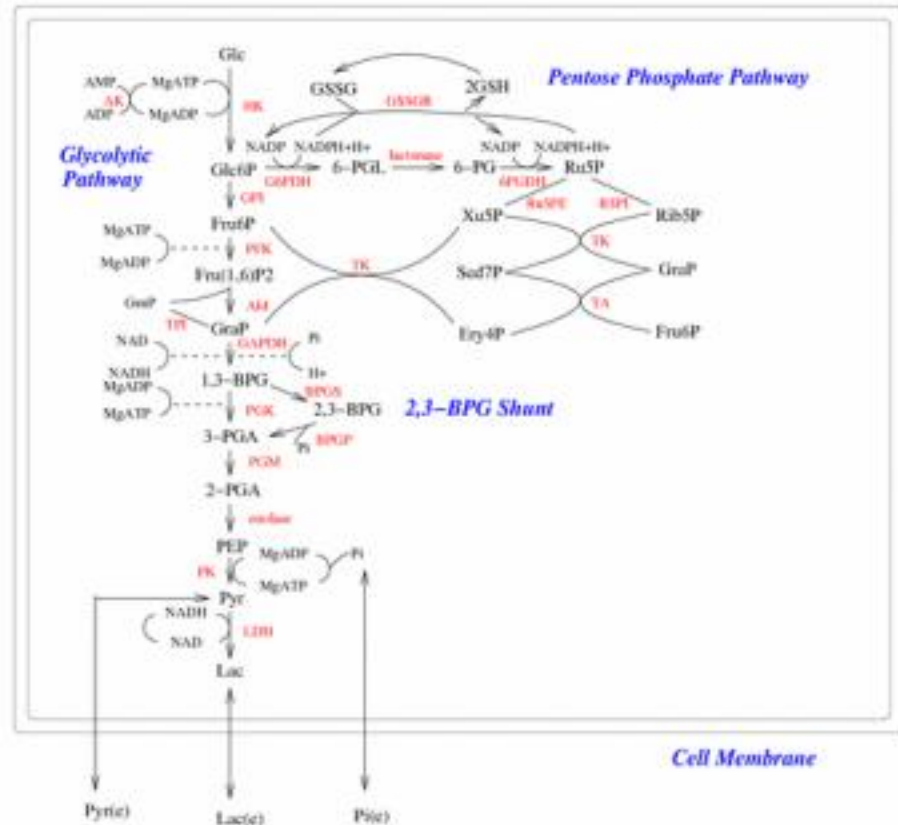 Glc
GSSG
2GSH
Pentose Phosphate Pathway
AMP
MgATP
AK
HK
GSSGR
ADP
MgADP
Glycolytic
Pathway
NADP
NADPH+H+
lactonase
NADP
NADPH+H+
Glc6P
6-PGL
6-PG
Ru5P
G6PDH
6PGDH
GPI
Ru5PE
R5PI
Fru6P
Xu5P
Rib5P
MgATP
PFK
TK
MgADP
TK
Fru(1,6)P2
Sed7P
GraP
Ald
TA
TPI
GraP
Ery4P
Fru6P
NAD
GAPDH
Pi
NADH
H+
1,3-BPG
MgADP
BPGS
MgATP
PGK
2,3-BPG
2,3-BPG Shunt
3-PGA
Pi
BPGP
PGM
2-PGA
enolase
PEP
MgADP
Pi
PK
MgATP
Pyr
NADH
LDH
NAD
Lac
Cell Membrane
Pyr(e)
Lac(e)
Pi(e)